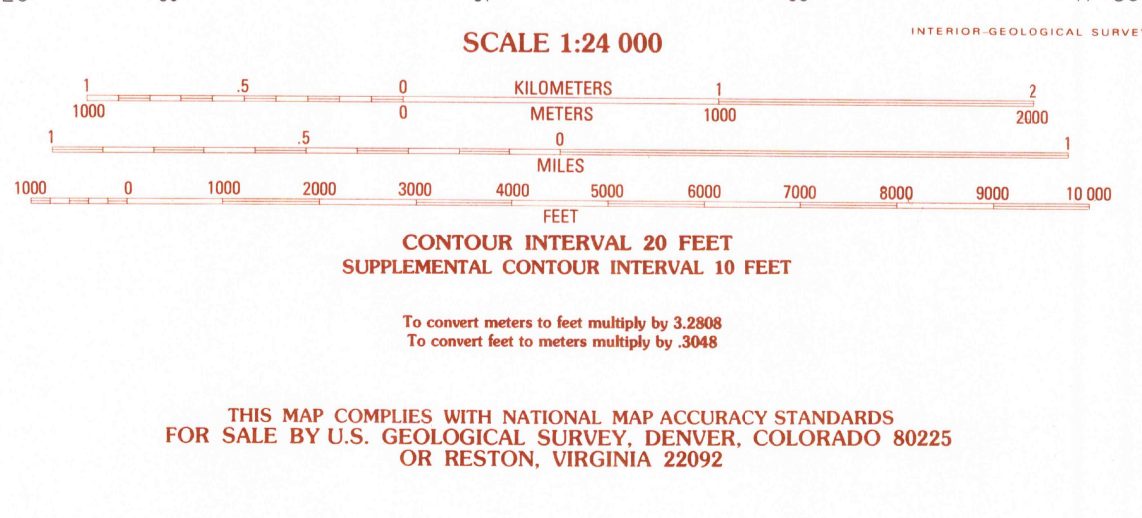 INTERIOR–GEOLOGICAL SURVEY
SCALE 1:24 000
1 .5 0 KILOMETERS 1 2
1000 0 METERS 1000 2000
1 .5 0 1
MILES
1000 0 1000 2000 3000 4000 5000 6000 7000 8000 9000 10 000
FEET
CONTOUR INTERVAL 20 FEET
SUPPLEMENTAL CONTOUR INTERVAL 10 FEET
To convert meters to feet multiply by 3.2808
To convert feet to meters multiply by .3048
THIS MAP COMPLIES WITH NATIONAL MAP ACCURACY STANDARDS
FOR SALE BY U.S. GEOLOGICAL SURVEY, DENVER, COLORADO 80225
OR RESTON, VIRGINIA 22092